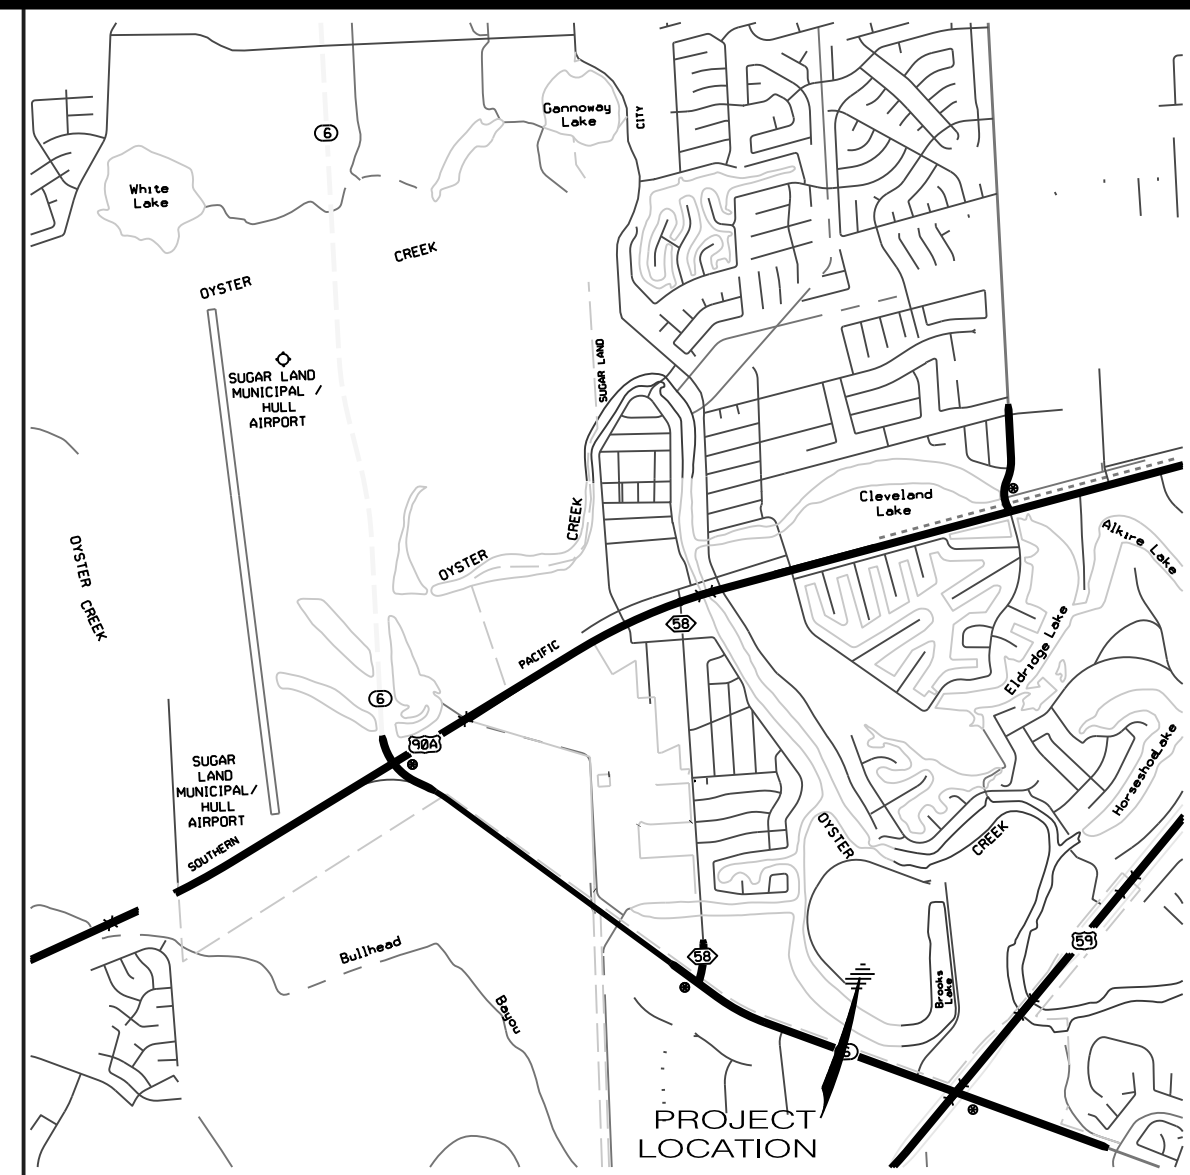 Gannoway
Lake
CITY
6
White
Lake
CREEK
OYSTER
SUGAR LAND
MUNICIPAL /
HULL
AIRPORT
SUGAR LAND
Cleveland
Lake
CREEK
OYSTER
Alkire Lake
OYSTER CREEK
58
PACIFIC
Eldridge Lake
6
90A
SUGAR
LAND
MUNICIPAL/
HULL
AIRPORT
SOUTHERN
Horseshoe Lake
OYSTER
CREEK
Bullhead
Bayou
58
59
Brooks
Lake
6
PROJECT
LOCATION